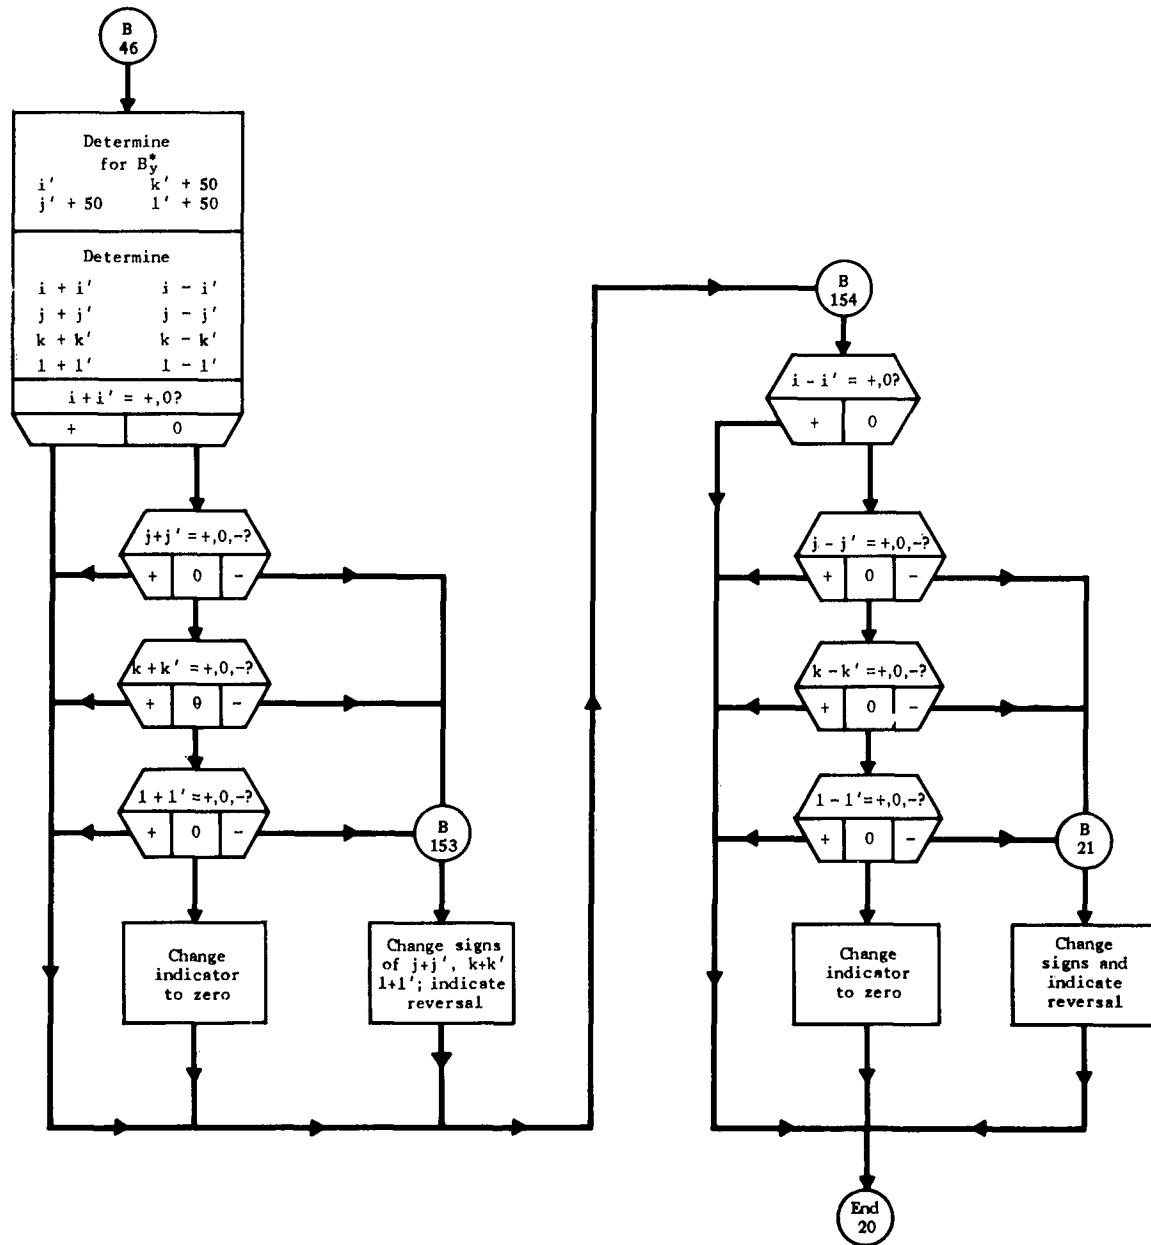 B
46
Determine
for B*y
i' k' + 50
j' + 50 l' + 50
Determine
i + i' i - i'
j + j' j - j'
k + k' k - k'
l + l' l - l'
i + i' = +,0?
+ 0
j+j' = +,0,-?
+ 0 -
k + k' = +,0,-?
+ 0 -
l + l' = +,0,-?
+ 0 -
B
153
Change
indicator
to zero
Change signs
of j+j', k+k'
l+l'; indicate
reversal
B
154
i - i' = +,0?
+ 0
j - j' = +,0,-?
+ 0 -
k - k' = +,0,-?
+ 0 -
l - l' = +,0,-?
+ 0 -
B
21
Change
indicator
to zero
Change
signs and
indicate
reversal
End
20